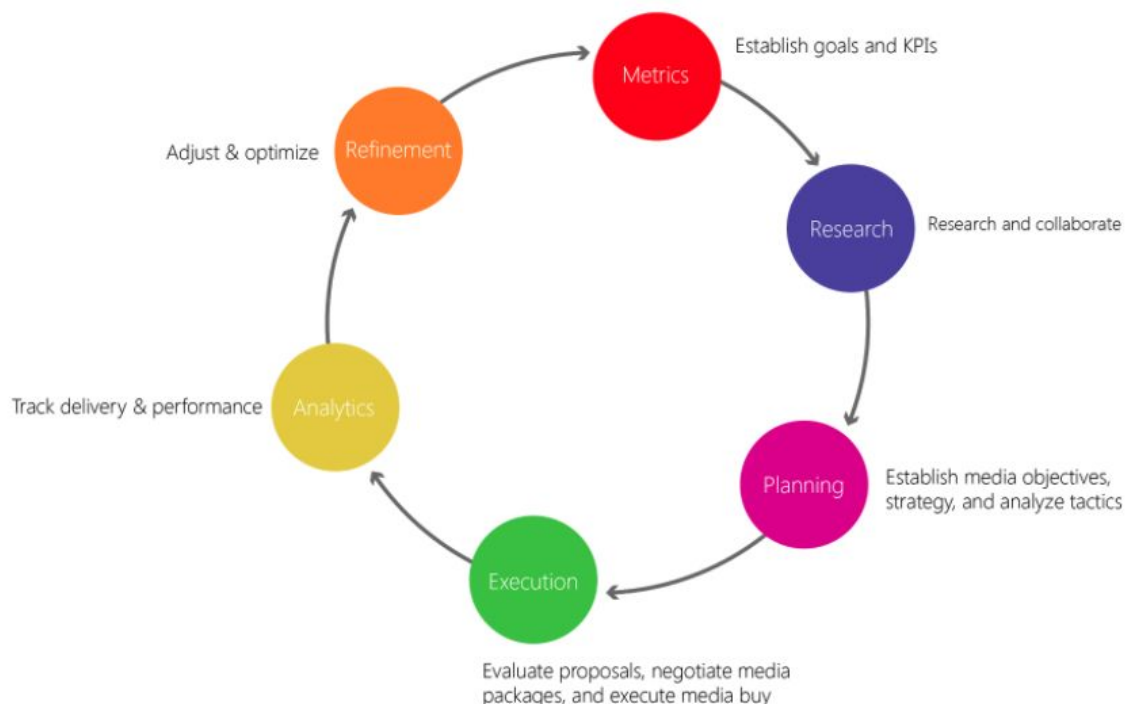 Metrics
Establish goals and KPIs
Research
Research and collaborate
Planning
Establish media objectives,
strategy, and analyze tactics
Execution
Evaluate proposals, negotiate media
packages, and execute media buy
Analytics
Track delivery & performance
Refinement
Adjust & optimize